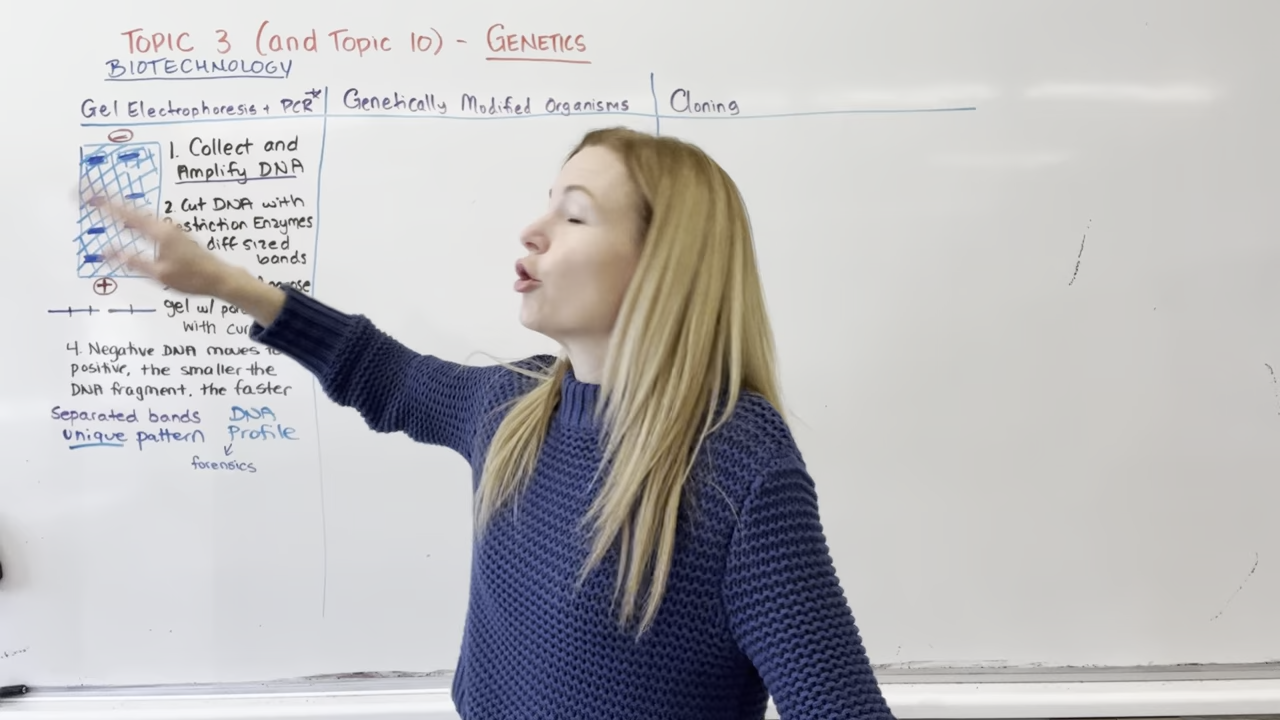 TOPIC 3 (and Topic 10) - GENETICS
BIOTECHNOLOGY
Gel Electrophoresis + PCR*
Genetically Modified Organisms
Cloning
1. Collect and
Amplify DNA
2. Cut DNA with
Enzymes
diff sized
bands
gel w/
with
4. Negative DNA moves
positive, the smaller the
DNA fragment, the faster
Separated bands
unique pattern
DNA
Profile
forensics